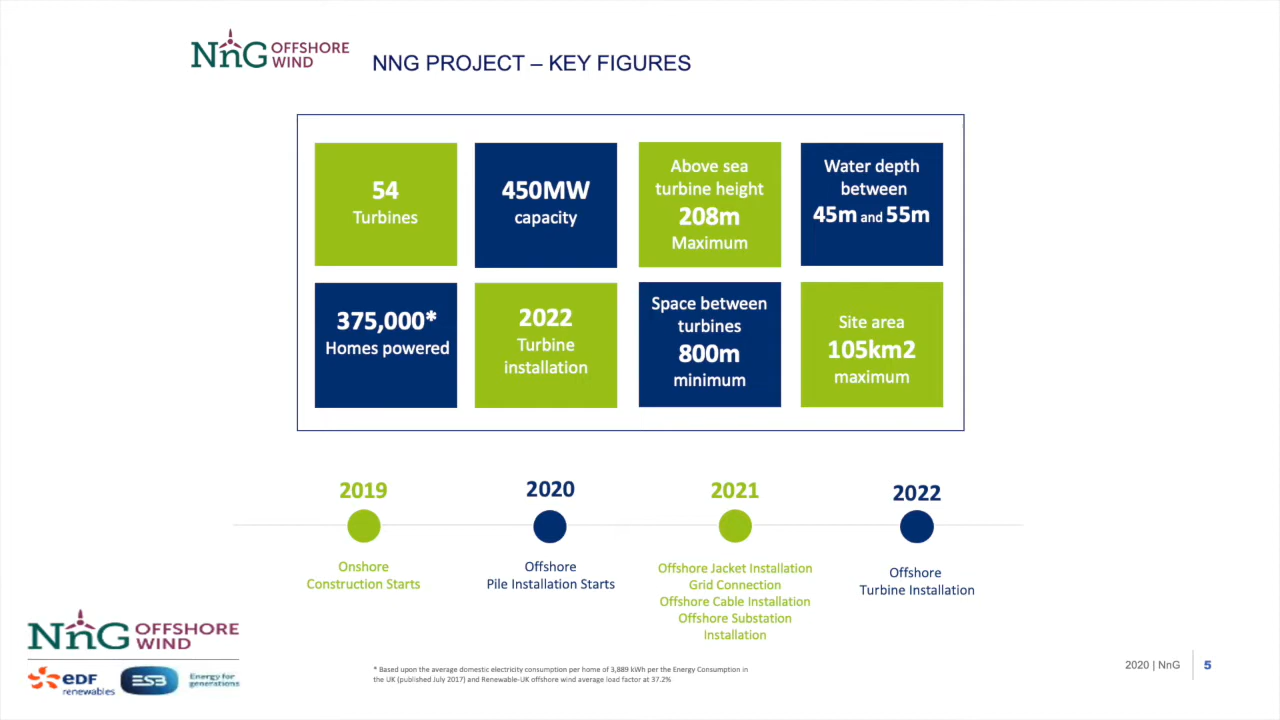 NnG OFFSHORE
WIND
NNG PROJECT – KEY FIGURES
54
Turbines
450MW
capacity
Above sea
turbine height
208m
Maximum
Water depth
between
45m and 55m
375,000*
Homes powered
2022
Turbine
installation
Space between
turbines
800m
minimum
Site area
105km2
maximum
2019
2020
2021
2022
Onshore
Construction Starts
Offshore
Pile Installation Starts
Offshore Jacket Installation
Grid Connection
Offshore Cable Installation
Offshore Substation
Installation
Offshore
Turbine Installation
NnG OFFSHORE
WIND
eDF
renewables
ESB
Energy for
generations
* Based upon the average domestic electricity consumption per home of 3,889 kWh per the Energy Consumption in
the UK (published July 2017) and Renewable-UK offshore wind average load factor at 37.2%
2020 | NnG 5